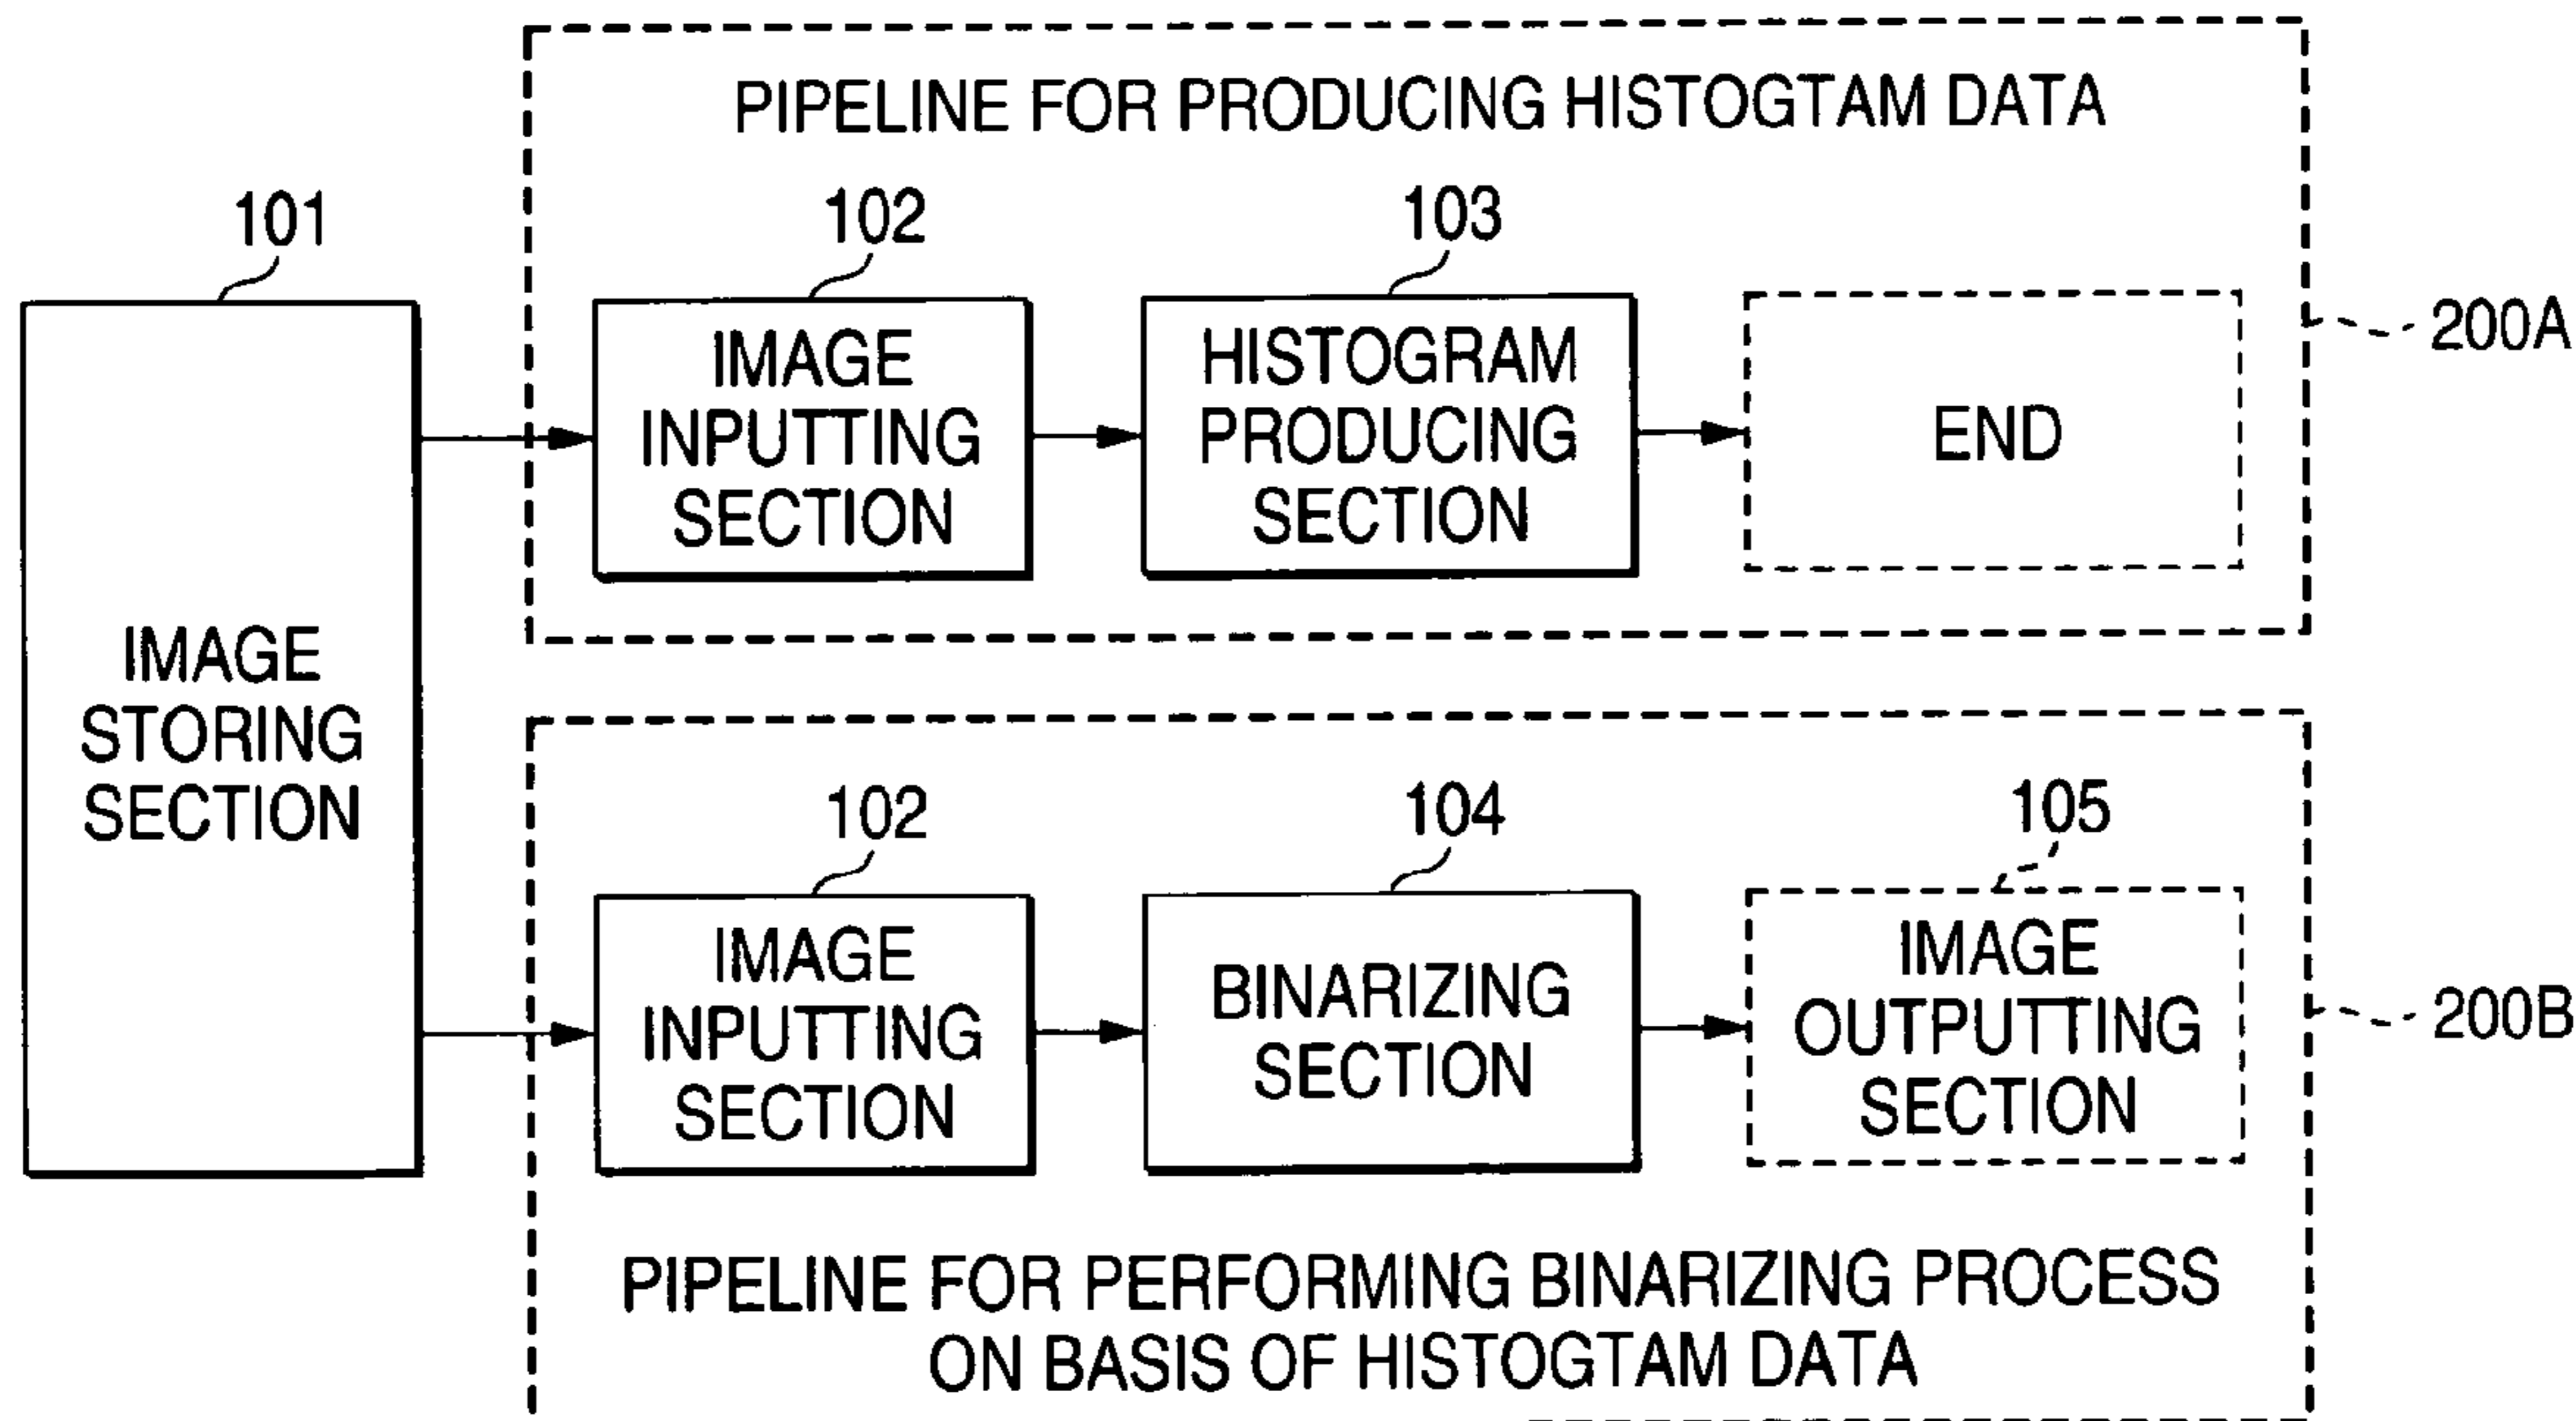 PIPELINE FOR PRODUCING HISTOGTAM DATA
101
102
103
IMAGE
STORING
SECTION
IMAGE
INPUTTING
SECTION
HISTOGRAM
PRODUCING
SECTION
END
200A
102
104
105
IMAGE
INPUTTING
SECTION
BINARIZING
SECTION
IMAGE
OUTPUTTING
SECTION
200B
PIPELINE FOR PERFORMING BINARIZING PROCESS
ON BASIS OF HISTOGTAM DATA